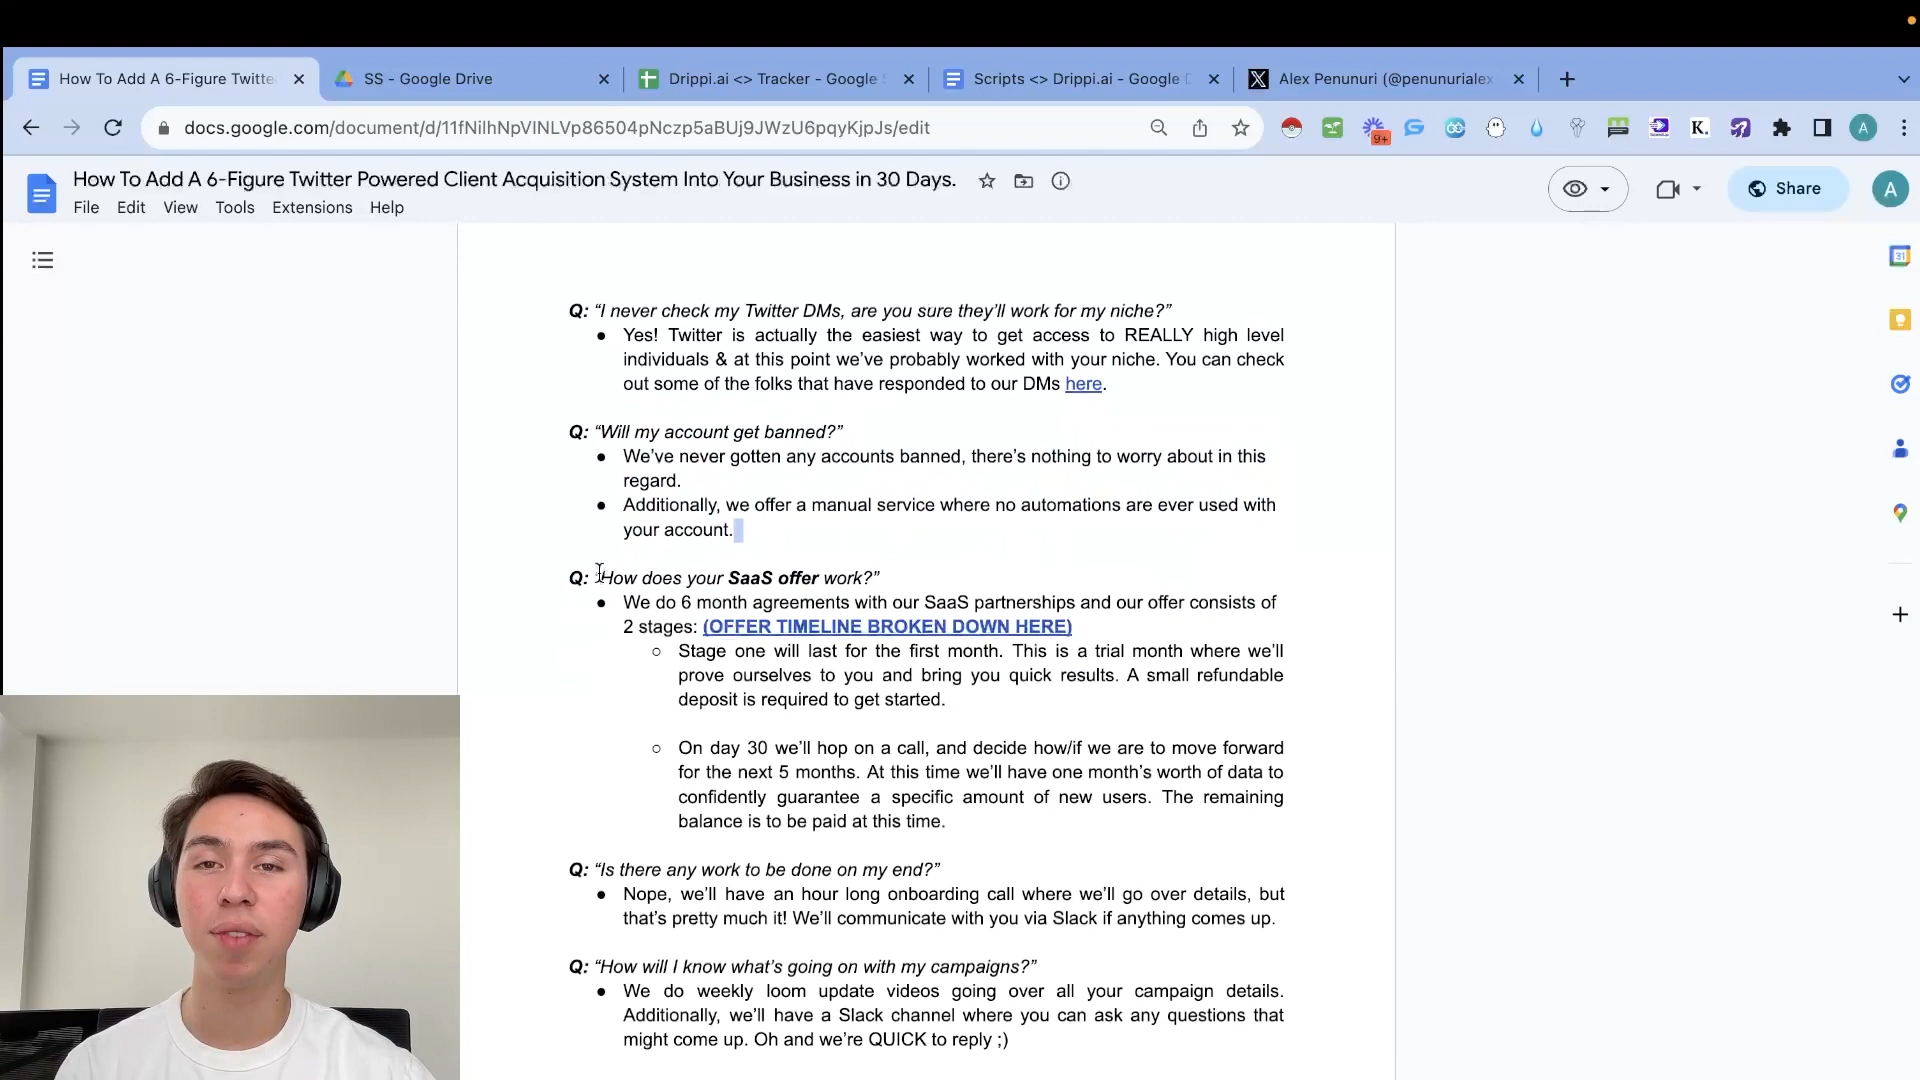 How To Add A 6-Figure Twitte
SS - Google Drive
Drippi.ai <> Tracker - Google S
Scripts <> Drippi.ai - Google D
Alex Penunuri (@penunurialex
docs.google.com/document/d/11fNilhNpVINLVp86504pNczp5aBUj9JWzU6pqyKjpJs/edit
9+
K.
A
How To Add A 6-Figure Twitter Powered Client Acquisition System Into Your Business in 30 Days.
File Edit View Tools Extensions Help
Share
A
31
Q: “I never check my Twitter DMs, are you sure they’ll work for my niche?”
● Yes! Twitter is actually the easiest way to get access to REALLY high level
individuals & at this point we’ve probably worked with your niche. You can check
out some of the folks that have responded to our DMs here.
Q: “Will my account get banned?”
● We’ve never gotten any accounts banned, there’s nothing to worry about in this
regard.
● Additionally, we offer a manual service where no automations are ever used with
your account.
Q: “How does your SaaS offer work?”
● We do 6 month agreements with our SaaS partnerships and our offer consists of
2 stages: (OFFER TIMELINE BROKEN DOWN HERE)
○ Stage one will last for the first month. This is a trial month where we’ll
prove ourselves to you and bring you quick results. A small refundable
deposit is required to get started.
○ On day 30 we’ll hop on a call, and decide how/if we are to move forward
for the next 5 months. At this time we’ll have one month’s worth of data to
confidently guarantee a specific amount of new users. The remaining
balance is to be paid at this time.
Q: “Is there any work to be done on my end?”
● Nope, we’ll have an hour long onboarding call where we’ll go over details, but
that’s pretty much it! We’ll communicate with you via Slack if anything comes up.
Q: “How will I know what’s going on with my campaigns?”
● We do weekly loom update videos going over all your campaign details.
Additionally, we’ll have a Slack channel where you can ask any questions that
might come up. Oh and we’re QUICK to reply ;)